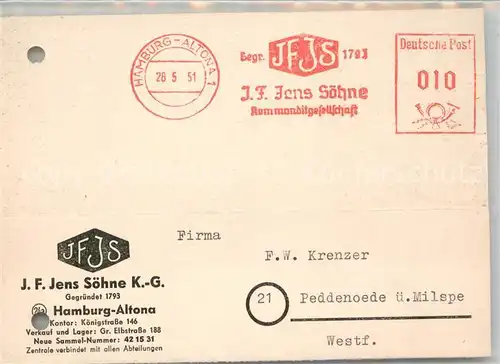 HAMBURG-ALTONA 1
28 5 51
Gegr. JFJS 1793
J.F. Jens Söhne
Kommanditgesellschaft
Deutsche Post
010
JFJS
J. F. Jens Söhne K.-G.
Gegründet 1793
Hamburg-Altona
Kontor: Königstraße 146
Verkauf und Lager: Gr. Elbstraße 188
Neue Sammel-Nummer: 42 15 31
Zentrale verbindet mit allen Abteilungen
Firma
F.W. Krenzer
21
Peddenoede ü.Milspe
Westf.